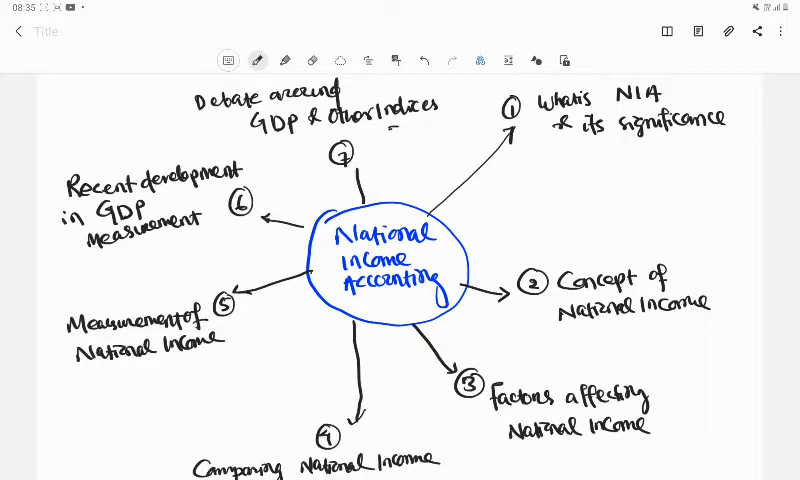 08:35
Title
Debate around
GDP & Other Indices
① What is NIA
& its significance
Recent development
in GDP
Measurement
⑥
⑦
National
Income
Accounting
② Concept of
National Income
Measurement of
National Income
⑤
③ Factors affecting
National Income
④
Comparing National Income